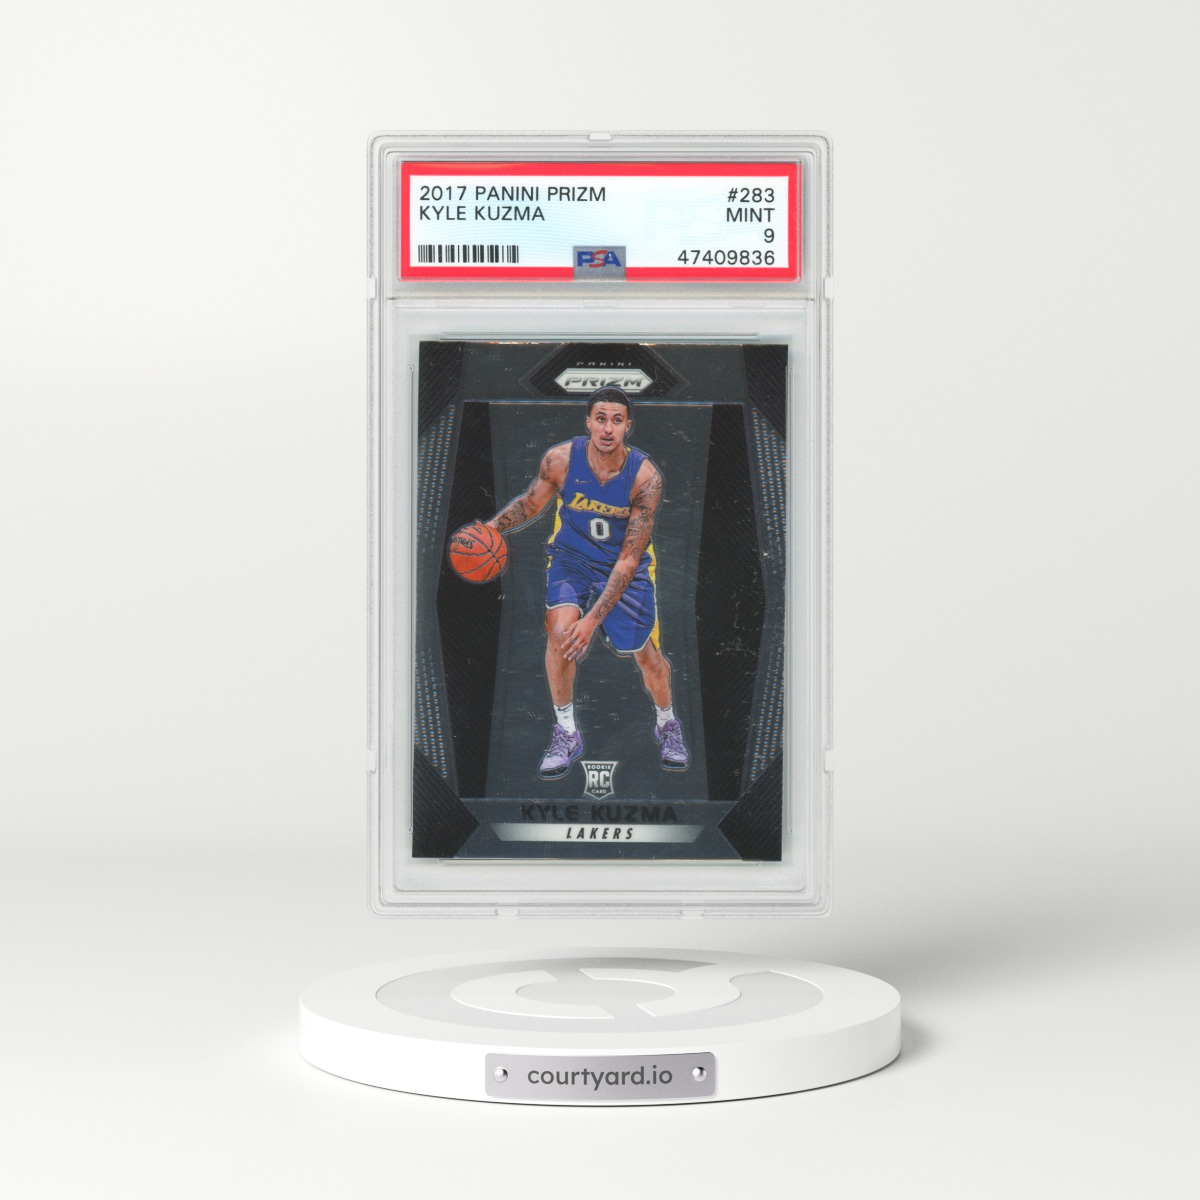 2017 PANINI PRIZM #283
KYLE KUZMA MINT
9
PSA 47409836
PANINI
PRIZM
LAKERS
0
SPALDING
ROOKIE
RC
CARD
KYLE KUZMA
LAKERS
courtyard.io